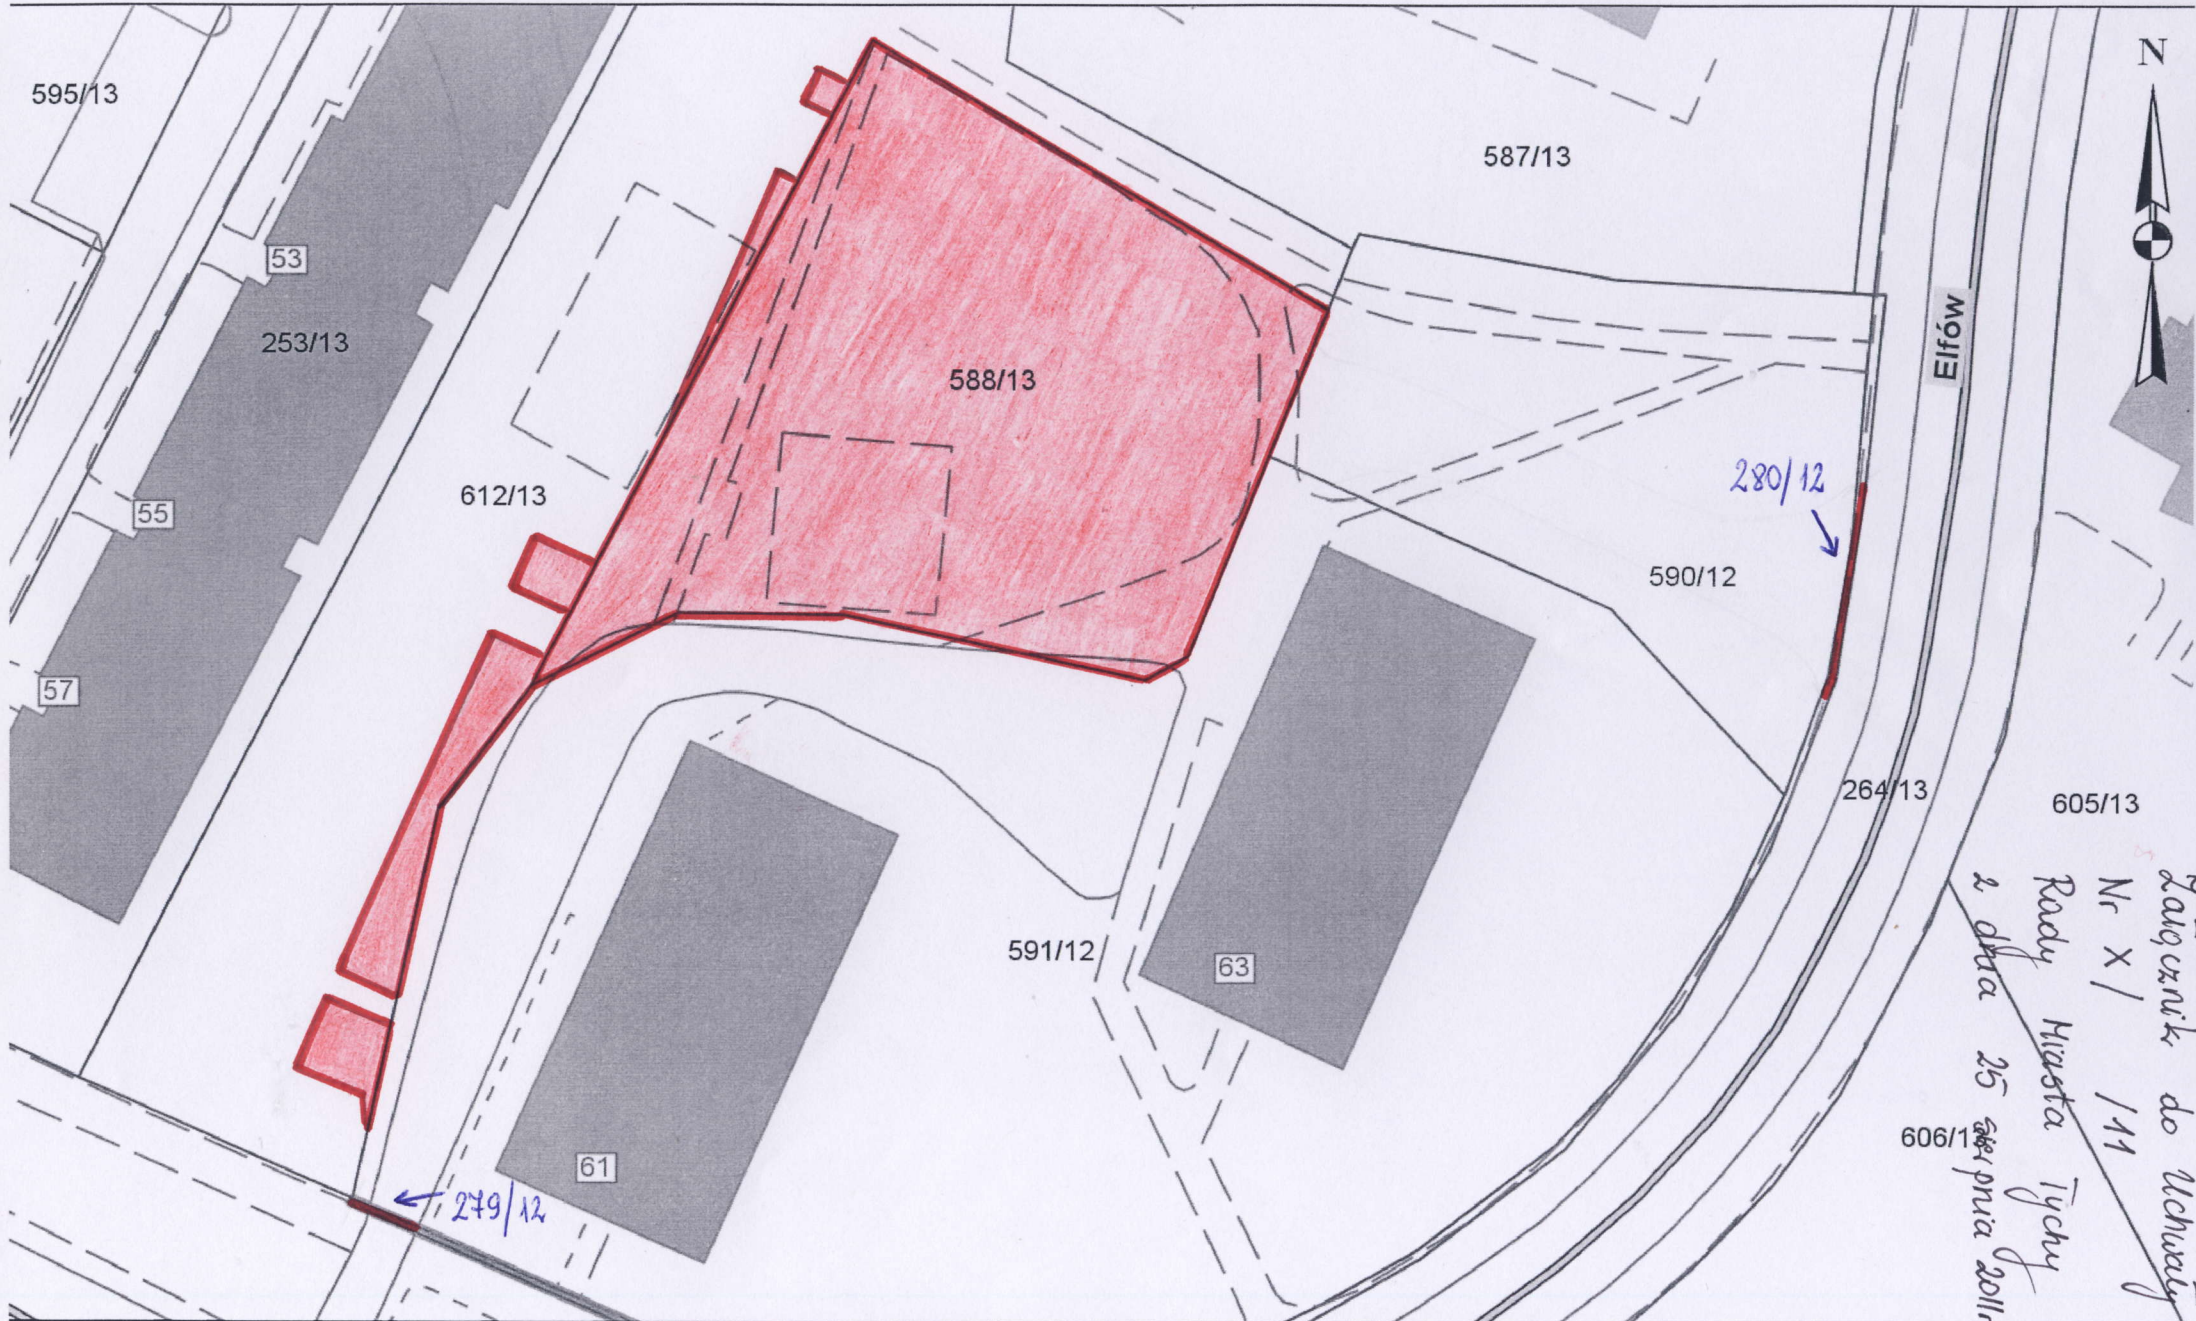 N
595/13
587/13
53
253/13
Elfów
588/13
280/12
612/13
55
590/12
57
264/13
605/13
591/12
63
606/1
61
279/12
Załącznik do Uchwały
Nr X/ /11
Rady Miasta Tychy
z dnia 25 sierpnia 2011r